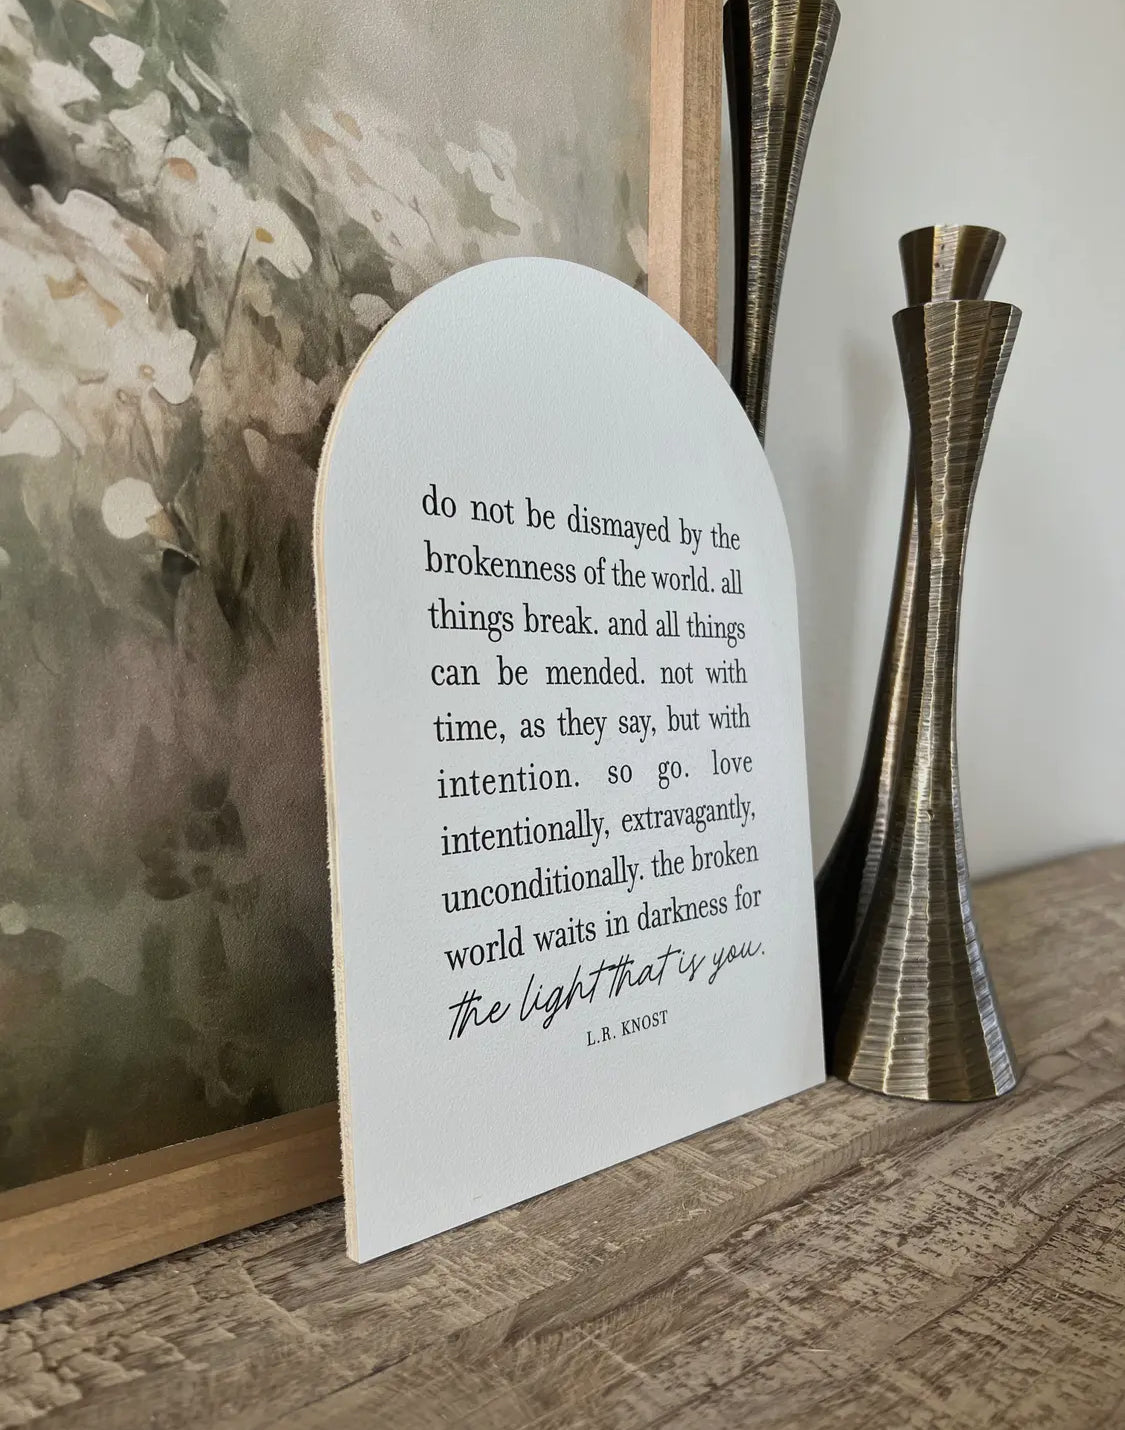 do not be dismayed by the
brokenness of the world. all
things break. and all things
can be mended. not with
time, as they say, but with
intention. so go. love
intentionally, extravagantly,
unconditionally. the broken
world waits in darkness for
the light that is you.
L.R. KNOST